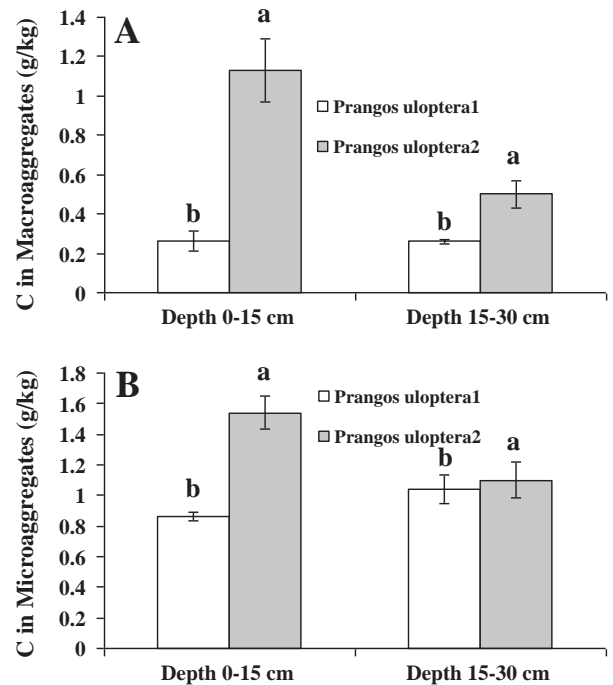 A
C in Macroaggregates (g/kg)
1.4
1.2
1
0.8
0.6
0.4
0.2
0
a
b
a
b
Prangos uloptera1
Prangos uloptera2
Depth 0-15 cm
Depth 15-30 cm
B
C in Microaggregates (g/kg)
1.8
1.6
1.4
1.2
1
0.8
0.6
0.4
0.2
0
a
b
a
b
Prangos uloptera1
Prangos uloptera2
Depth 0-15 cm
Depth 15-30 cm